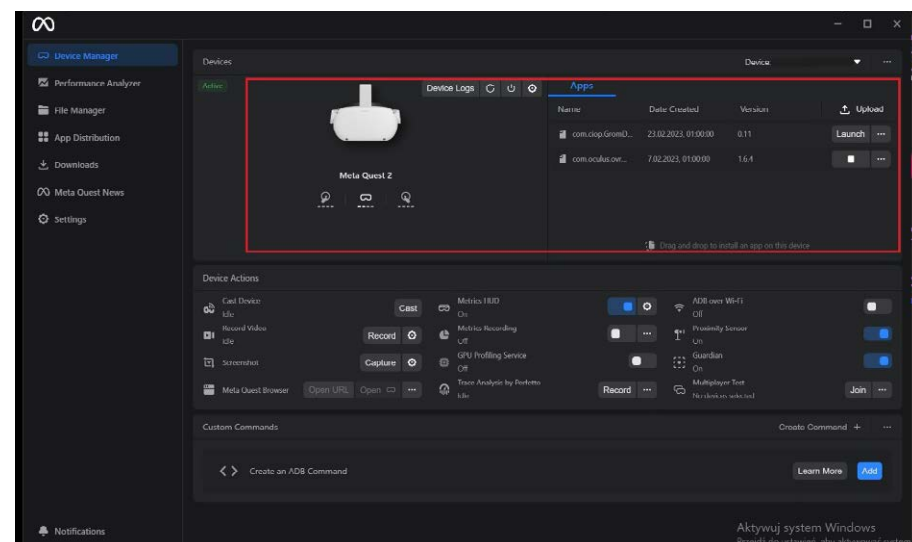 Device Manager
Performance Analyzer
File Manager
App Distribution
Downloads
Meta Quest News
Settings
Notifications
Devices
Device:
Active
Device Logs
Meta Quest 2
Apps
Name Date Created Version Upload
com.ciop.GromD... 23.02.2023, 01:00:00 0.11 Launch
com.oculus.ovr... 7.02.2023, 01:00:00 1.6.4
Drag and drop to install an app on this device
Device Actions
Cast Device
Idle
Cast
Record Video
Idle
Record
Screenshot
Capture
Meta Quest Browser
Open URL
Open
Metrics HUD
On
Metrics Recording
Off
GPU Profiling Service
Off
Trace Analysis by Perfetto
Idle
Record
ADB over Wi-Fi
Off
Proximity Sensor
On
Guardian
On
Multiplayer Test
No devices selected
Join
Custom Commands
Create Command +
Create an ADB Command
Learn More
Add
Aktywuj system Windows